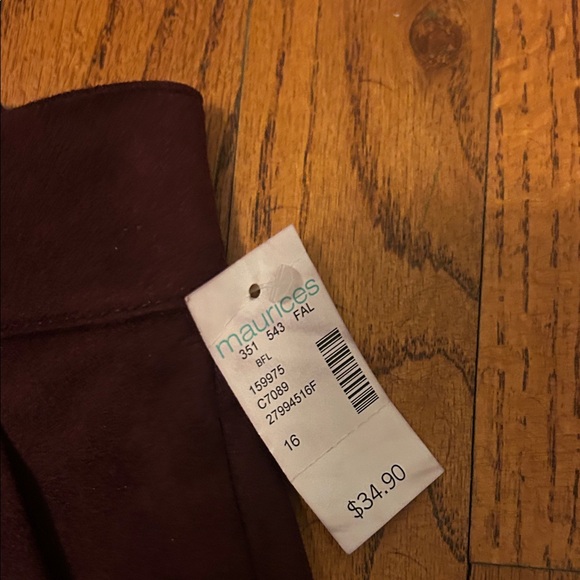 maurices
351 543 FAL
BFL
159975
C7089
27994516F
16
$34.90